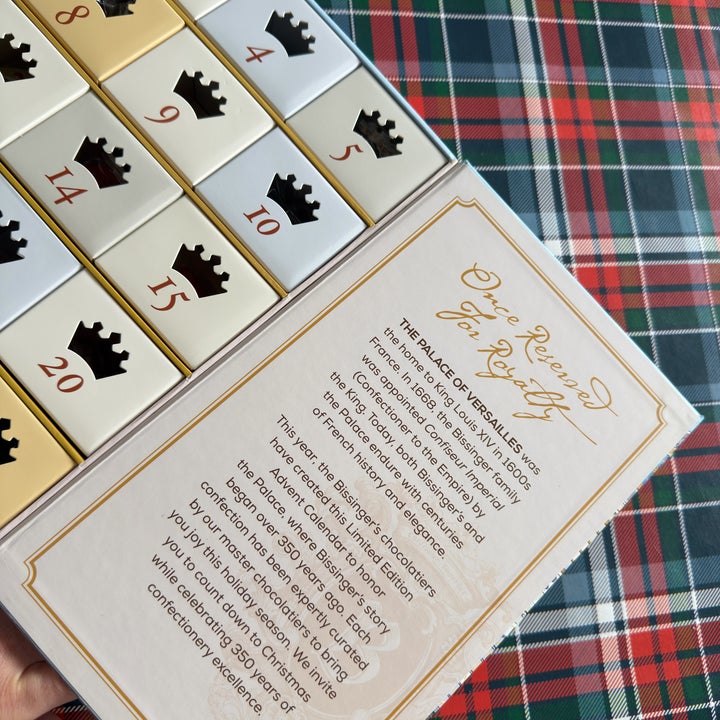 8
4
9
5
14
10
15
20
Once Reserved
For Royalty
THE PALACE OF VERSAILLES was
the home to King Louis XIV in 1600s
France. In 1668, the Bissinger family
was appointed Confiseur Imperial
(Confectioner to the Empire) by
the King. Today, both Bissinger's and
the Palace endure with centuries
of French history and elegance.
This year, the Bissinger's chocolatiers
have created this Limited Edition
Advent Calendar to honor
the Palace, where Bissinger's story
began over 350 years ago. Each
confection has been expertly curated
by our master chocolatiers to bring
you joy this holiday season. We invite
you to count down to Christmas
while celebrating 350 years of
confectionery excellence.